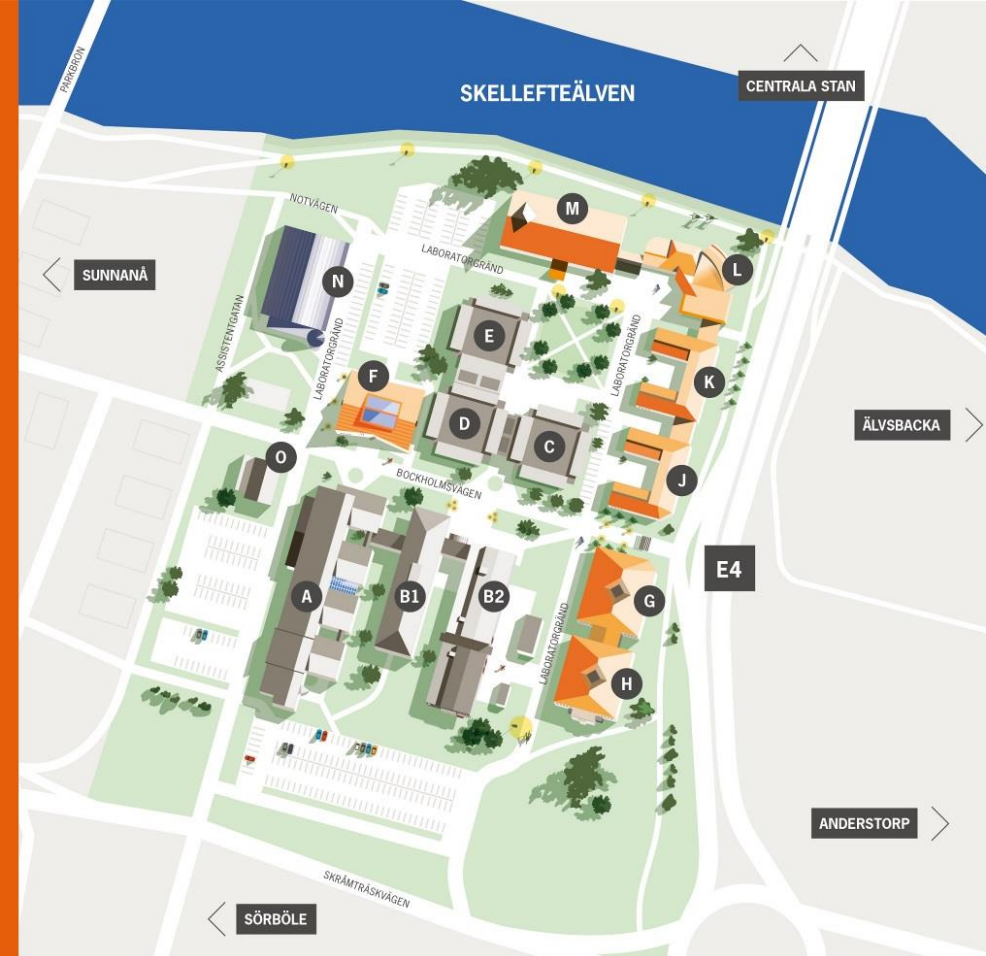 PARKBRON
SKELLEFTEÄLVEN
CENTRALA STAN
NOTVÄGEN
M
LABORATORGRÄND
L
SUNNANÅ
N
ASSISTENTGATAN
LABORATORGRÄND
E
LABORATORGRÄND
F
K
D
C
ÄLVSBACKA
O
BOCKHOLMSVÄGEN
J
E4
A
B1
B2
G
LABORATORGRÄND
H
ANDERSTORP
SKRÅMTRÄSKVÄGEN
SÖRBÖLE